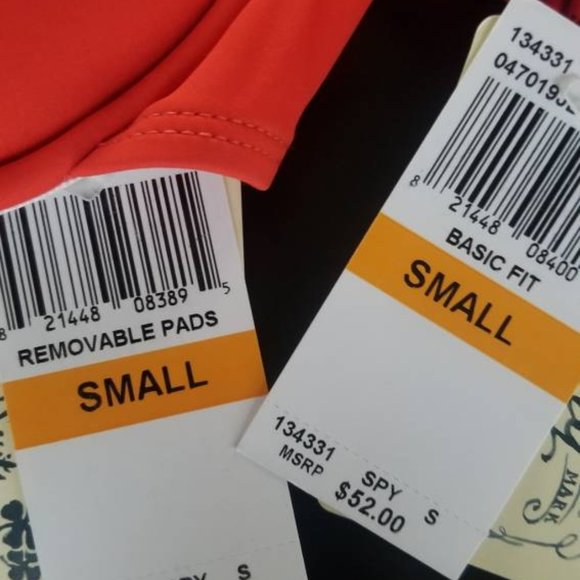 8 21448 08389 5
REMOVABLE PADS
SMALL
SPY S
134331
8 21448 08400
BASIC FIT
SMALL
134331 SPY S
MSRP $52.00
MARK